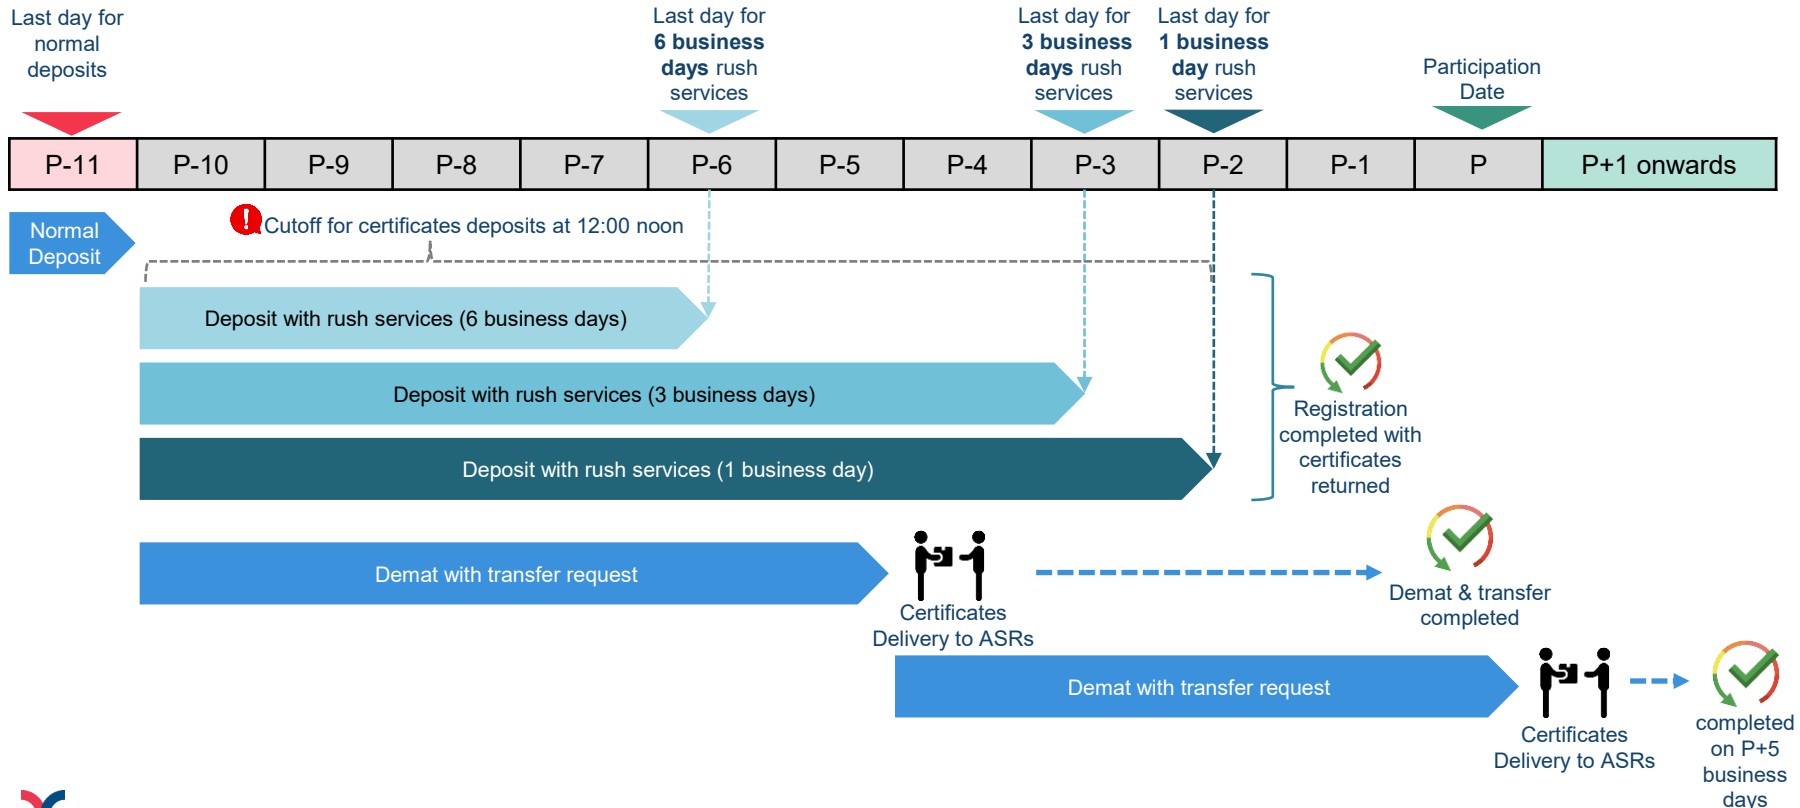 Last day for
normal
deposits
Last day for
6 business
days rush
services
Last day for
3 business
days rush
services
Last day for
1 business
day rush
services
Participation
Date
P-11
P-10
P-9
P-8
P-7
P-6
P-5
P-4
P-3
P-2
P-1
P
P+1 onwards
Normal
Deposit
Cutoff for certificates deposits at 12:00 noon
Deposit with rush services (6 business days)
Deposit with rush services (3 business days)
Deposit with rush services (1 business day)
Registration
completed with
certificates
returned
Demat with transfer request
Certificates
Delivery to ASRs
Demat & transfer
completed
Demat with transfer request
Certificates
Delivery to ASRs
completed
on P+5
business
days